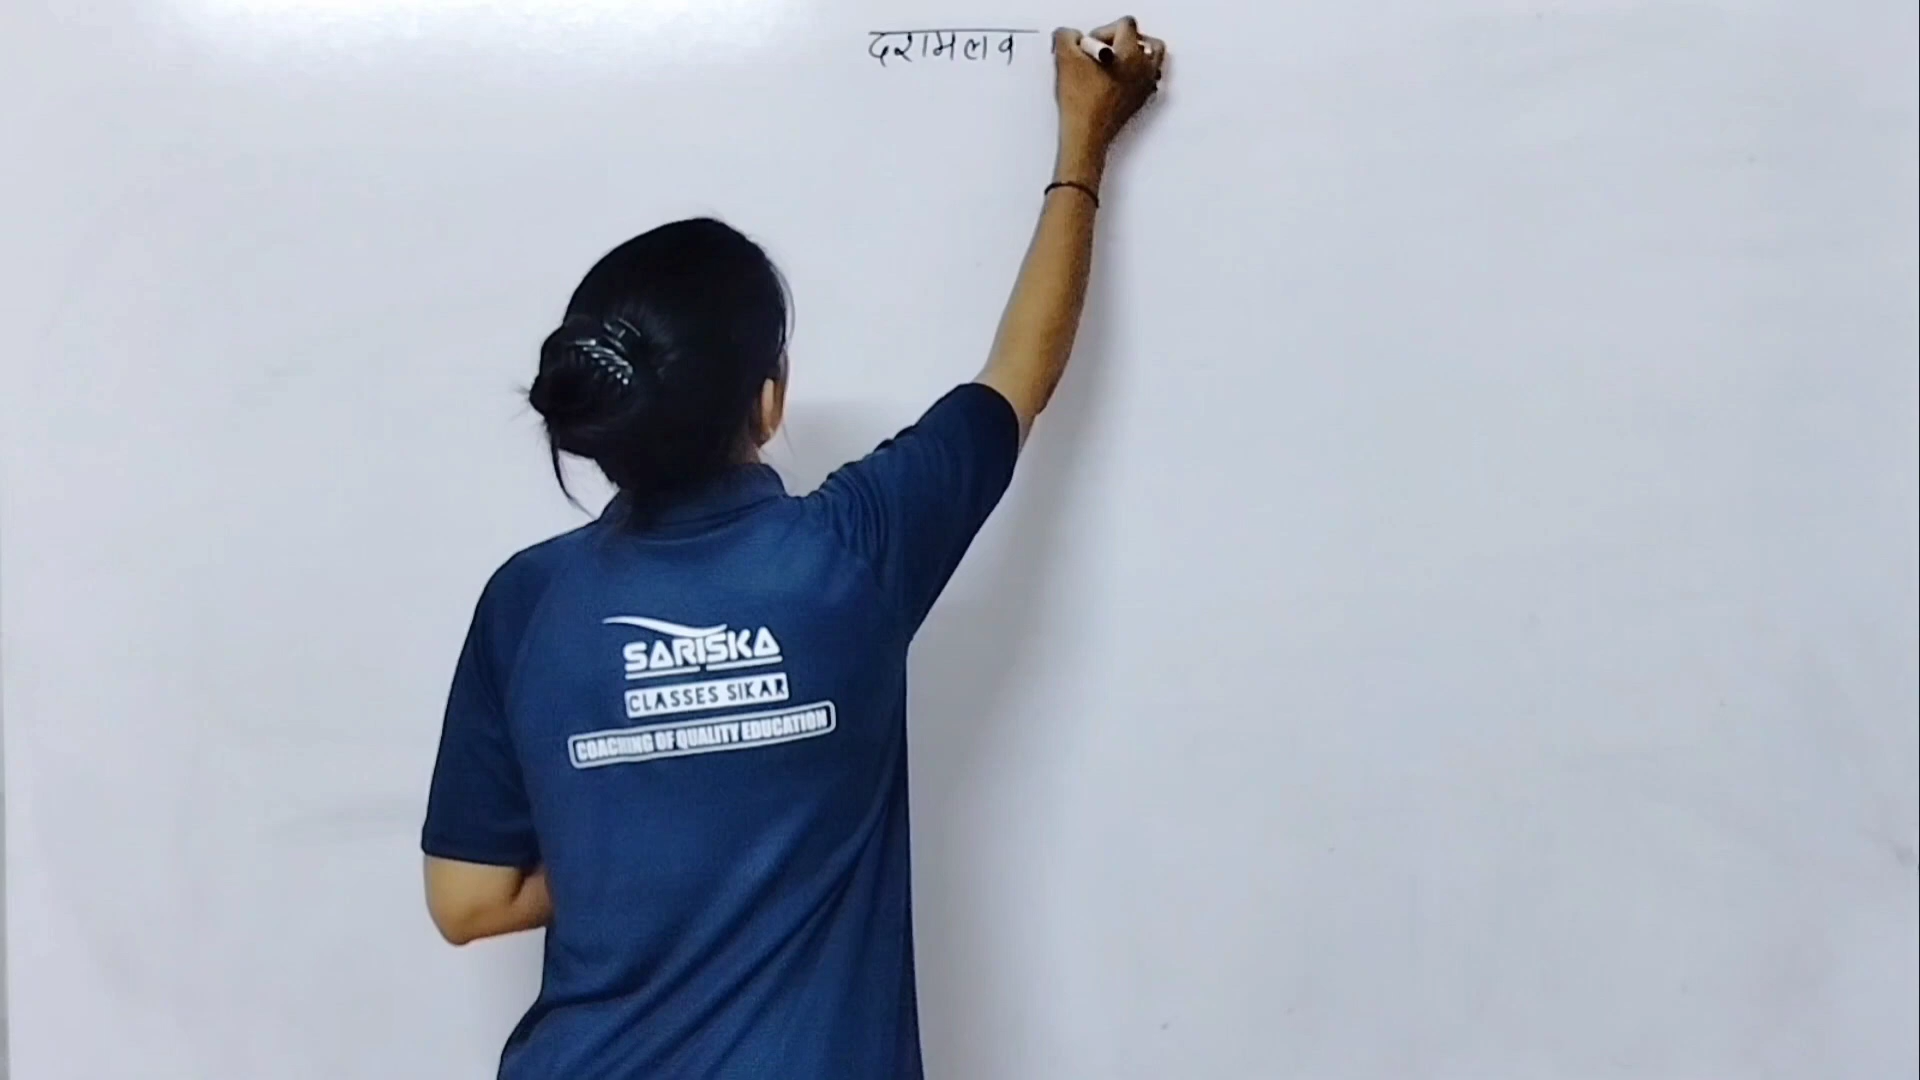 दशमलव
SARISKA
CLASSES SIKAR
COACHING OF QUALITY EDUCATION